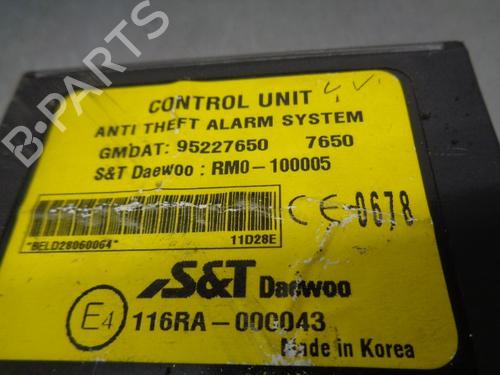 CONTROL UNIT
ANTI THEFT ALARM SYSTEM
GMDAT: 95227650 7650
S&T Daewoo : RM0-100005
CE 0678
*BELD28060064* 11D28E
S&T Daewoo
E4 116RA-000043
Made in Korea